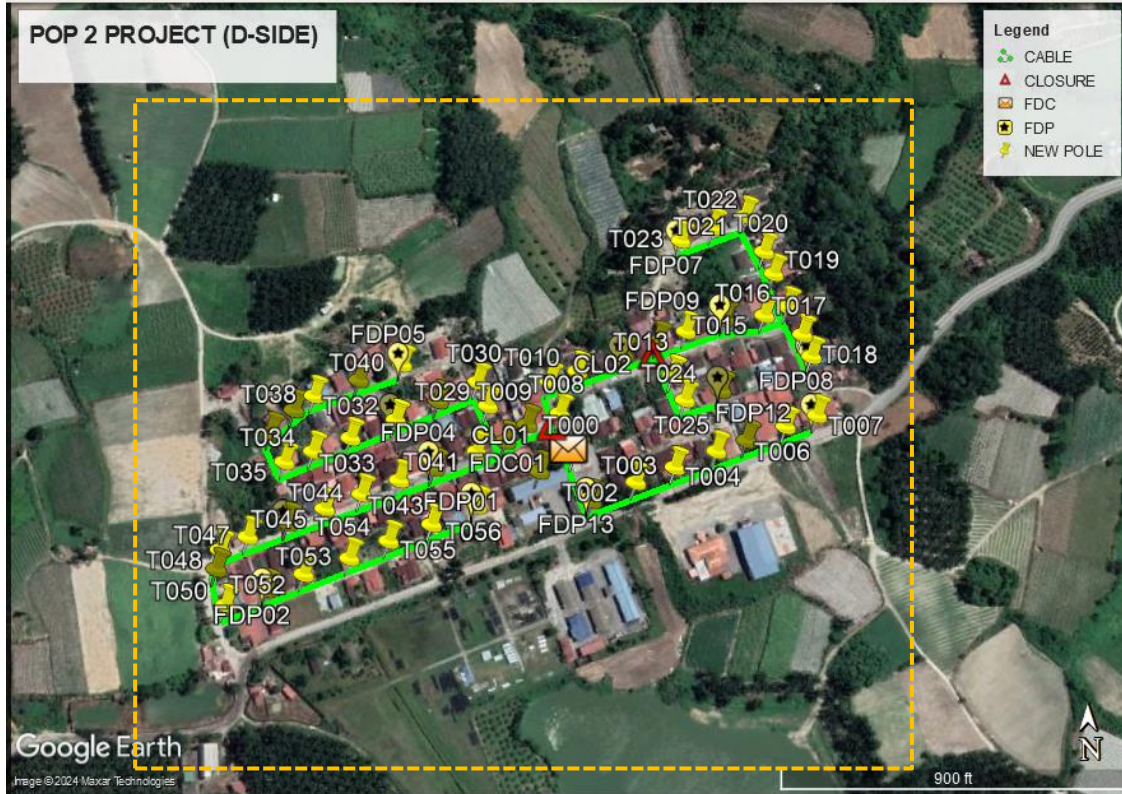 POP 2 PROJECT (D-SIDE)
Legend
CABLE
CLOSURE
FDC
FDP
NEW POLE
T022
T020
T023
T021
FDP07
T019
FDP09
T016
T017
T015
T013
T018
FDP05
T030
T010
CL02
T040
T024
FDP08
T038
T029
T009
T008
T032
T025
FDP12
T007
T034
FDP04
CL01
T000
T035
T033
T041
FDC01
T003
T004
T006
T044
T043
FDP01
T002
T045
T054
FDP13
T047
T056
T048
T053
T055
T050
T052
FDP02
Google Earth
Image © 2024 Maxar Technologies
900 ft
N